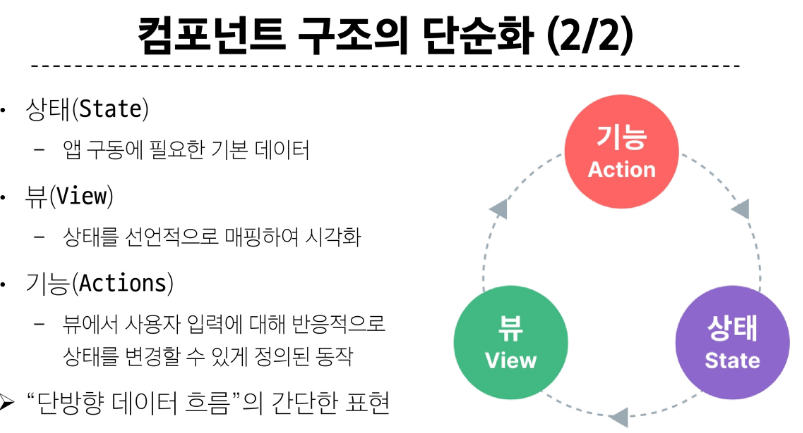 컴포넌트 구조의 단순화 (2/2)
• 상태(State)
– 앱 구동에 필요한 기본 데이터
• 뷰(View)
– 상태를 선언적으로 매핑하여 시각화
• 기능(Actions)
– 뷰에서 사용자 입력에 대해 반응적으로
상태를 변경할 수 있게 정의된 동작
➢ “단방향 데이터 흐름”의 간단한 표현
기능
Action
뷰
View
상태
State